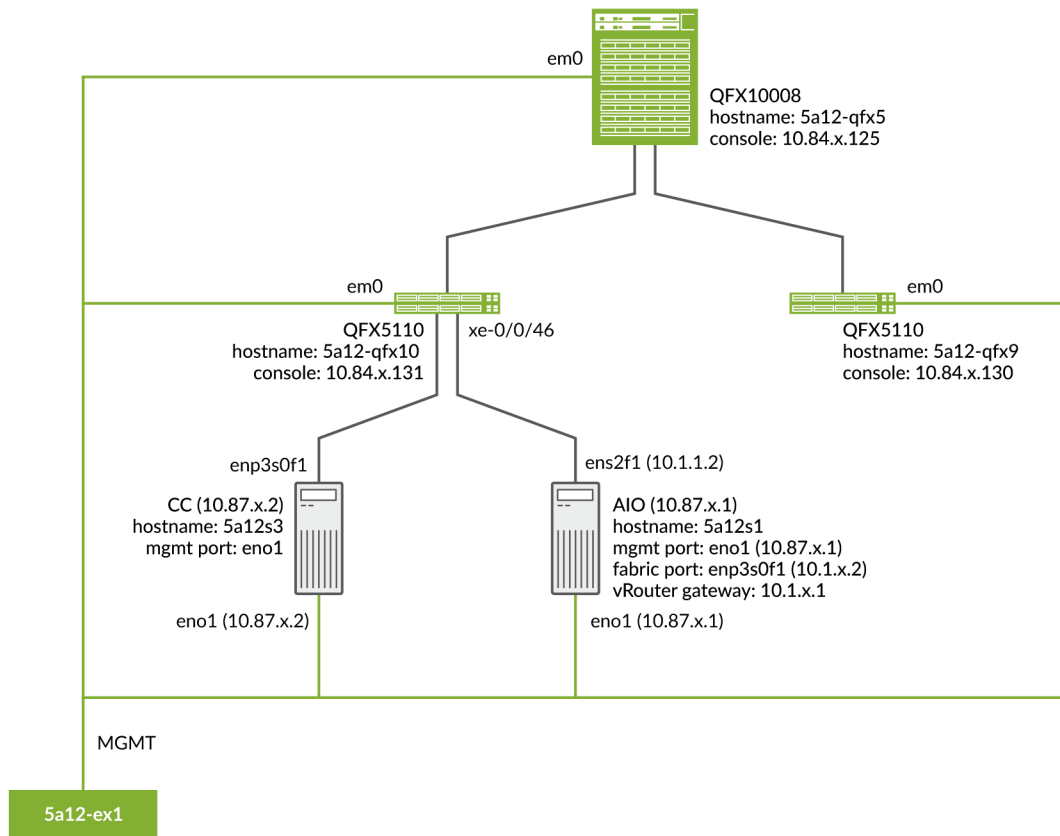 em0
QFX10008
hostname: 5a12-qfx5
console: 10.84.x.125
em0
QFX5110
hostname: 5a12-qfx10
console: 10.84.x.131
xe-0/0/46
em0
QFX5110
hostname: 5a12-qfx9
console: 10.84.x.130
enp3s0f1
CC (10.87.x.2)
hostname: 5a12s3
mgmt port: eno1
eno1 (10.87.x.2)
ens2f1 (10.1.1.2)
AIO (10.87.x.1)
hostname: 5a12s1
mgmt port: eno1 (10.87.x.1)
fabric port: enp3s0f1 (10.1.x.2)
vRouter gateway: 10.1.x.1
eno1 (10.87.x.1)
MGMT
5a12-ex1